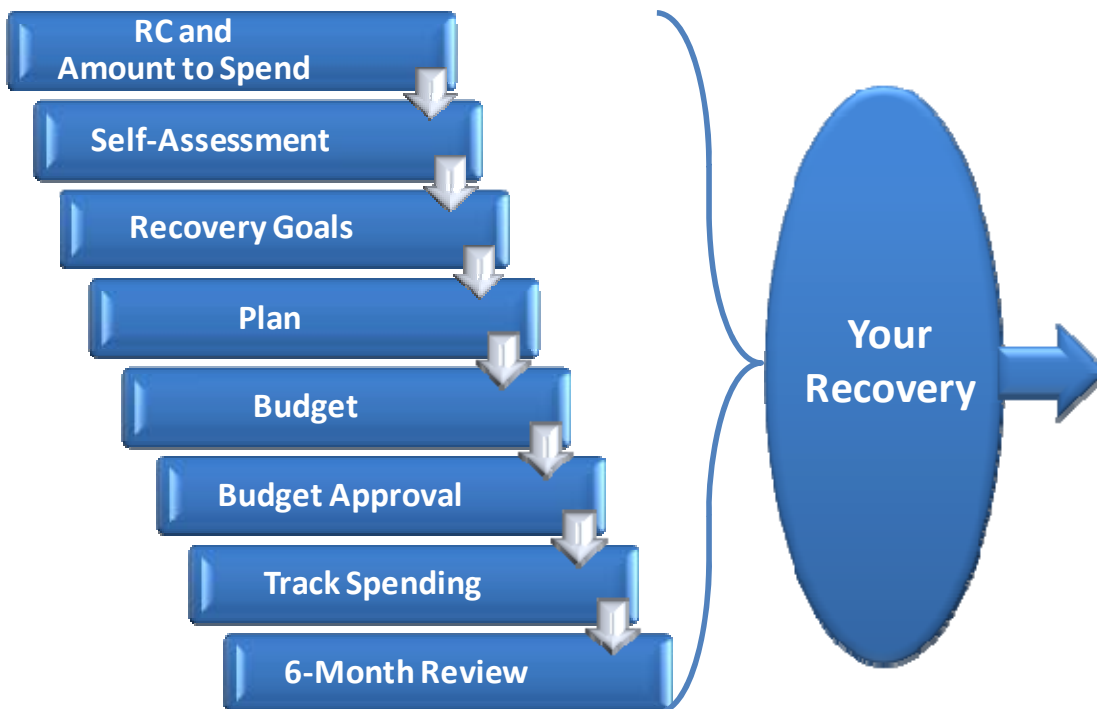 RC and
Amount to Spend
Self-Assessment
Recovery Goals
Plan
Budget
Budget Approval
Track Spending
6-Month Review
Your
Recovery